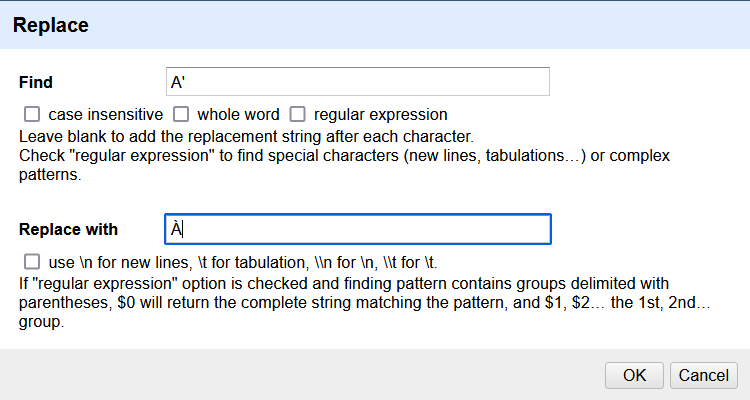 Replace
Find A'
case insensitive whole word regular expression
Leave blank to add the replacement string after each character.
Check "regular expression" to find special characters (new lines, tabulations…) or complex
patterns.
Replace with À
use \n for new lines, \t for tabulation, \\n for \n, \\t for \t.
If "regular expression" option is checked and finding pattern contains groups delimited with
parentheses, $0 will return the complete string matching the pattern, and $1, $2… the 1st, 2nd…
group.
OK Cancel